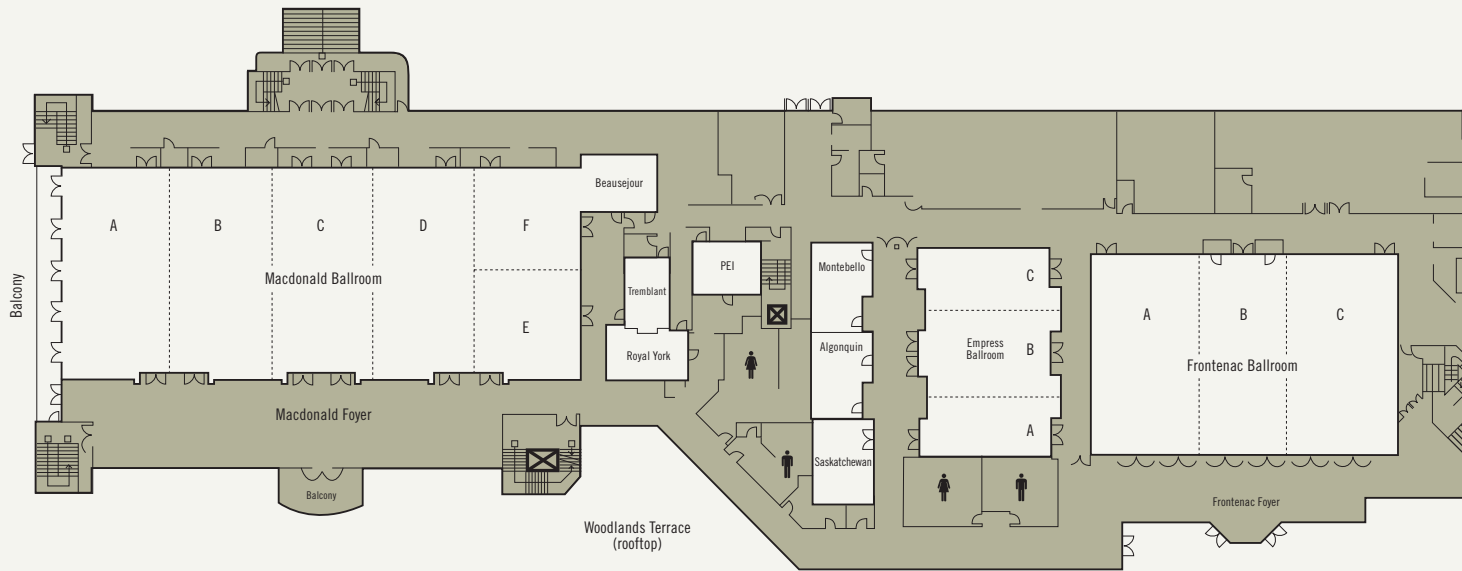 Beausejour
A
B
C
D
F
PEI
Montebello
C
Macdonald Ballroom
Balcony
Tremblant
A
B
C
E
Algonquin
Empress
Ballroom
B
Royal York
Frontenac Ballroom
Macdonald Foyer
A
Saskatchewan
Balcony
Frontenac Foyer
Woodlands Terrace
(rooftop)